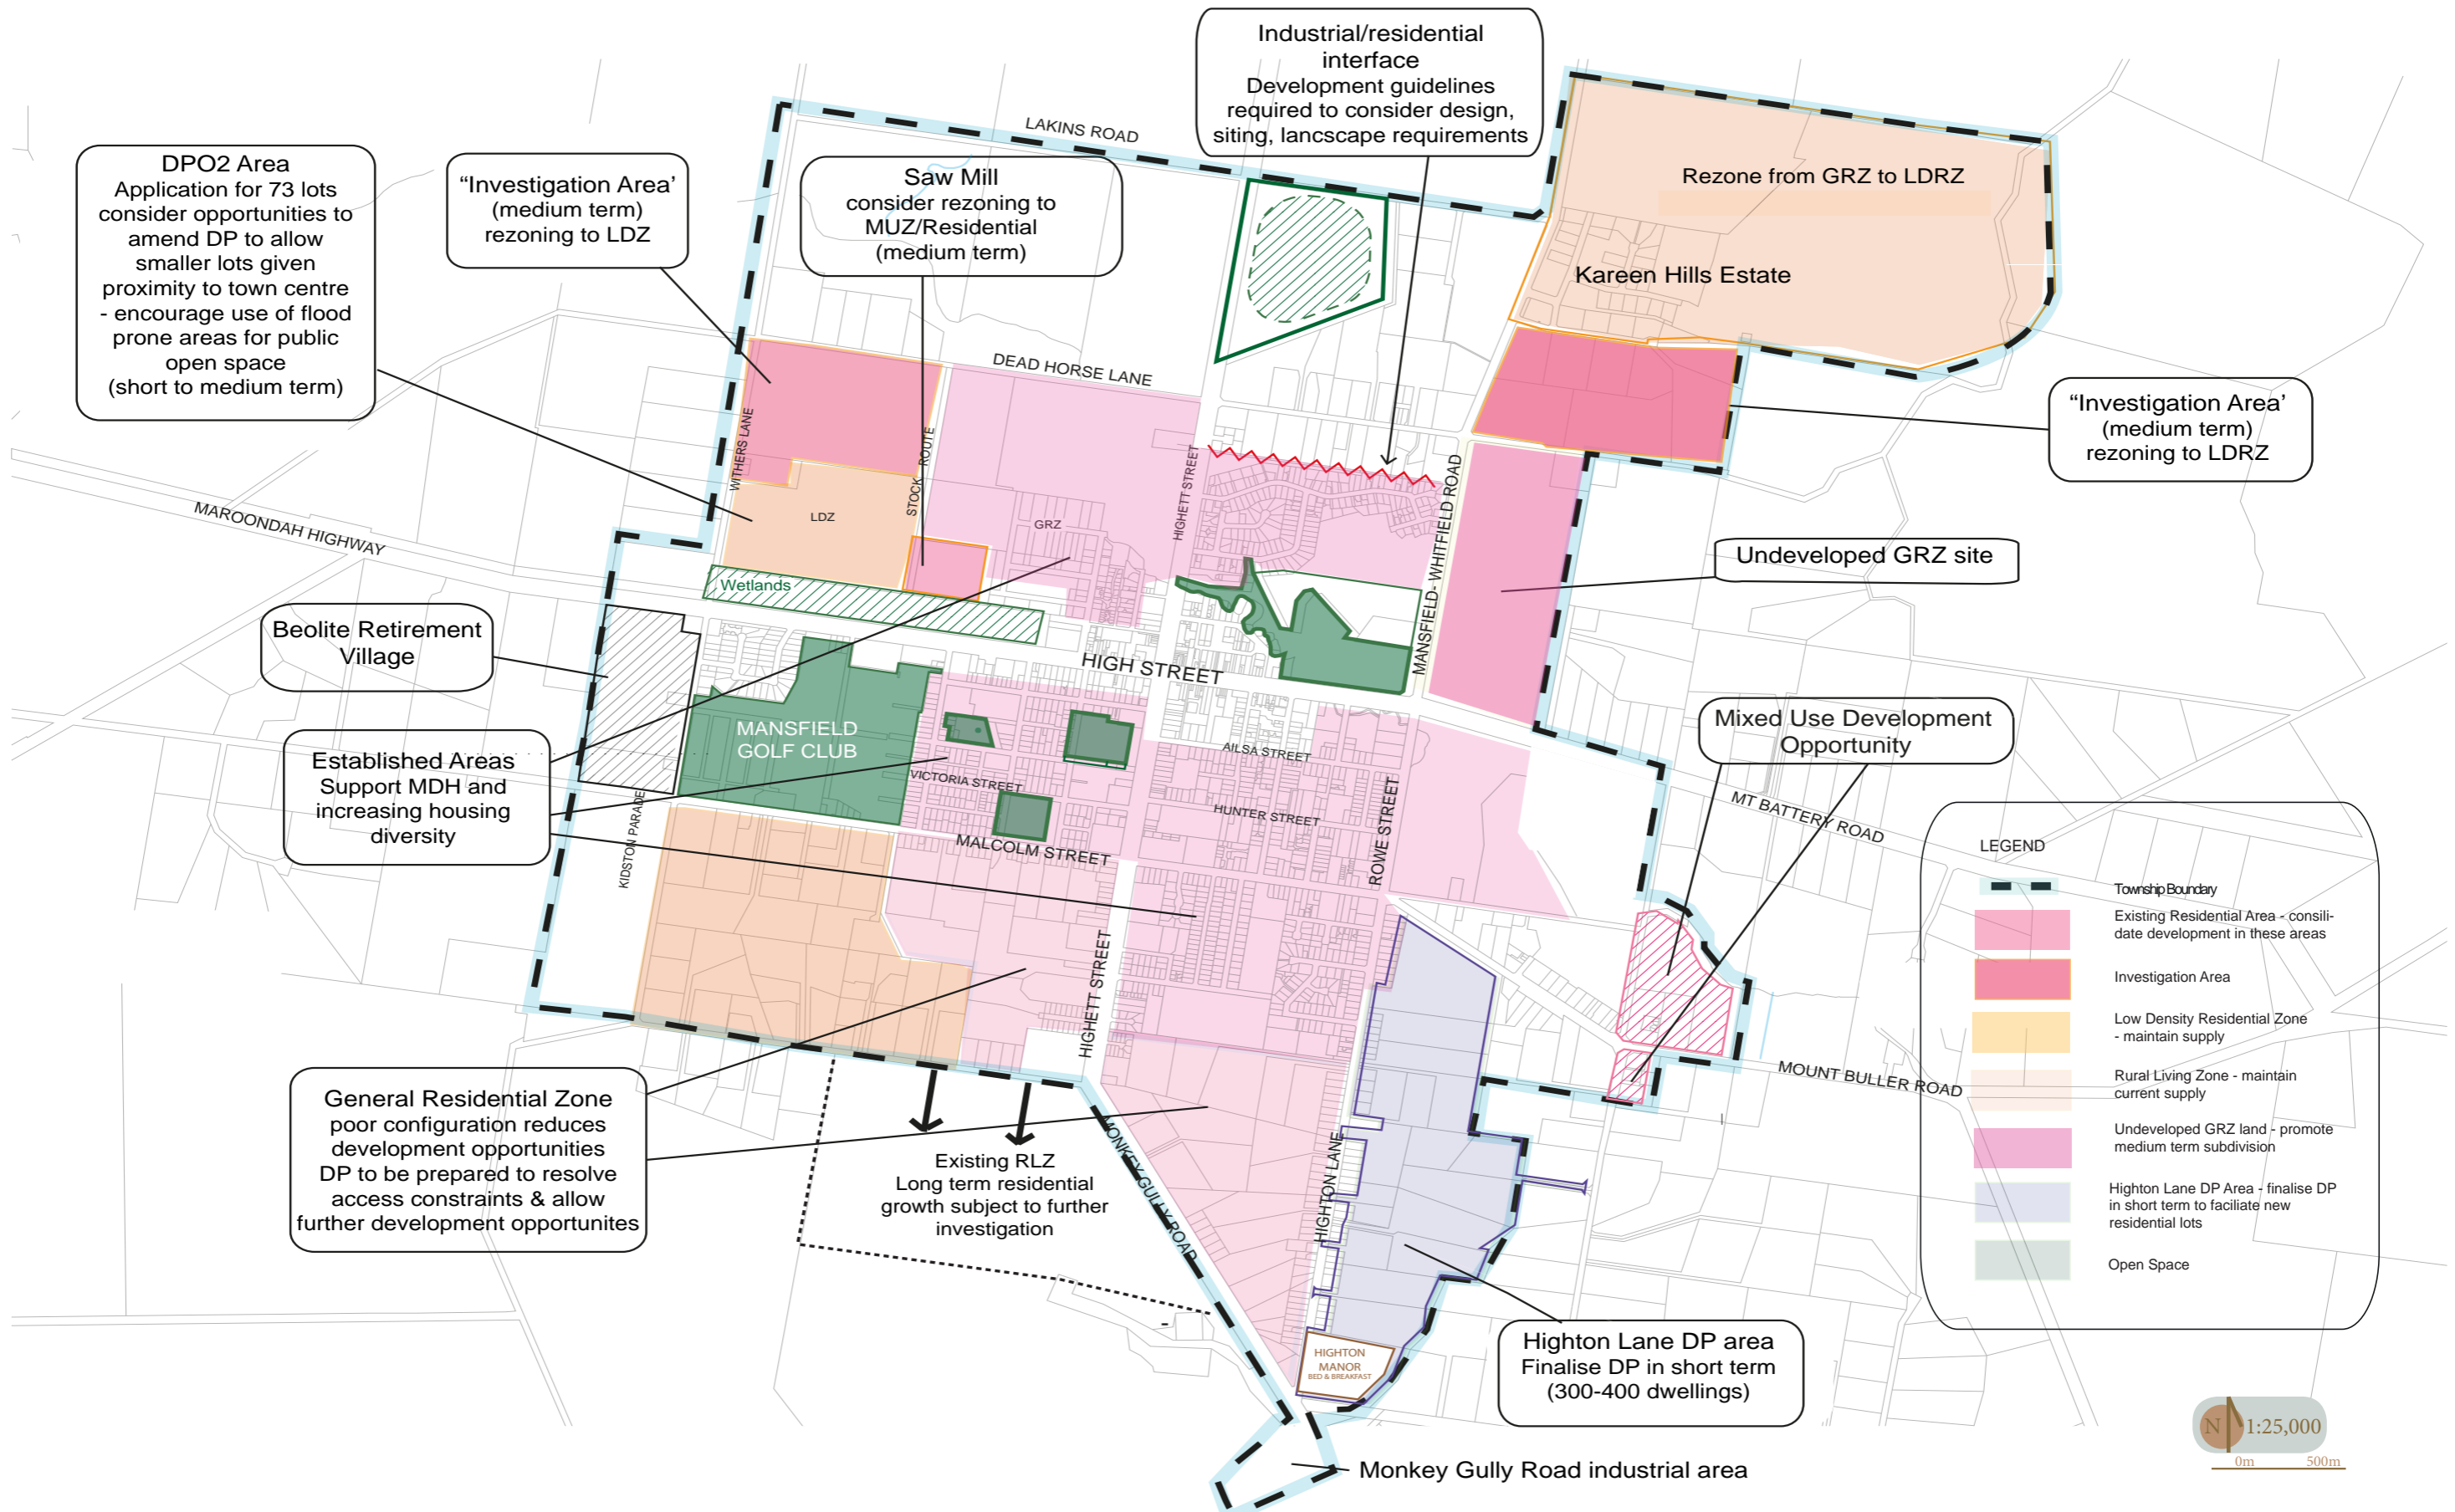 Industrial/residential
interface
Development guidelines
required to consider design,
siting, lancscape requirements
LAKINS ROAD
DPO2 Area
Application for 73 lots
consider opportunities to
amend DP to allow
smaller lots given
proximity to town centre
- encourage use of flood
prone areas for public
open space
(short to medium term)
“Investigation Area’
(medium term)
rezoning to LDZ
Saw Mill
consider rezoning to
MUZ/Residential
(medium term)
Rezone from GRZ to LDRZ
Kareen Hills Estate
DEAD HORSE LANE
“Investigation Area’
(medium term)
rezoning to LDRZ
WITHERS LANE
STOCK ROUTE
HIGHETT STREET
MANSFIELD- WHITFIELD ROAD
MAROONDAH HIGHWAY
LDZ
GRZ
Undeveloped GRZ site
Wetlands
Beolite Retirement
Village
HIGH STREET
MANSFIELD
GOLF CLUB
Mixed Use Development
Opportunity
Established Areas
Support MDH and
increasing housing
diversity
AILSA STREET
VICTORIA STREET
HUNTER STREET
MT BATTERY ROAD
KIDSTON PARADE
MALCOLM STREET
ROWE STREET
HIGHETT STREET
LEGEND
Township Boundary
Existing Residential Area - consili-
date development in these areas
Investigation Area
Low Density Residential Zone
- maintain supply
Rural Living Zone - maintain
current supply
Undeveloped GRZ land - promote
medium term subdivision
Highton Lane DP Area - finalise DP
in short term to faciliate new
residential lots
Open Space
MOUNT BULLER ROAD
General Residential Zone
poor configuration reduces
development opportunities
DP to be prepared to resolve
access constraints & allow
further development opportunites
Existing RLZ
Long term residential
growth subject to further
investigation
MONKEY GULLY ROAD
HIGHTON LANE
HIGHTON
MANOR
BED & BREAKFAST
Highton Lane DP area
Finalise DP in short term
(300-400 dwellings)
Monkey Gully Road industrial area
N 1:25,000
0m 500m